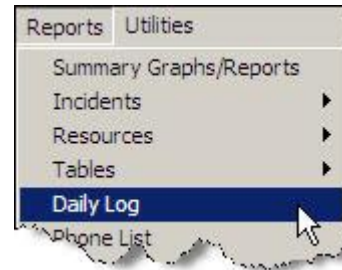 Reports Utilities
Summary Graphs/Reports
Incidents
Resources
Tables
Daily Log
Phone List